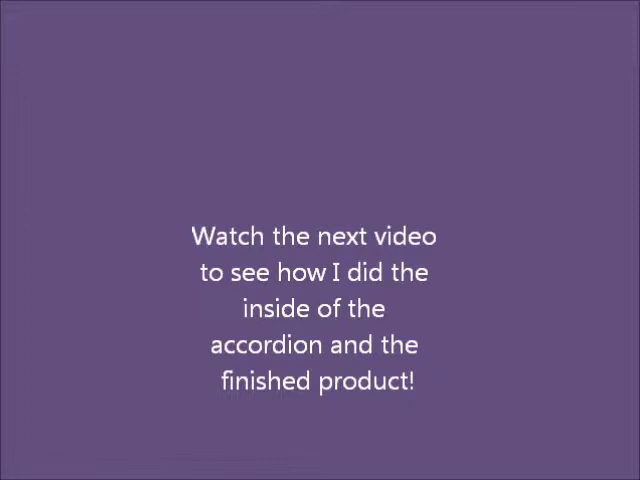 Watch the next video
to see how I did the
inside of the
accordion and the
finished product!